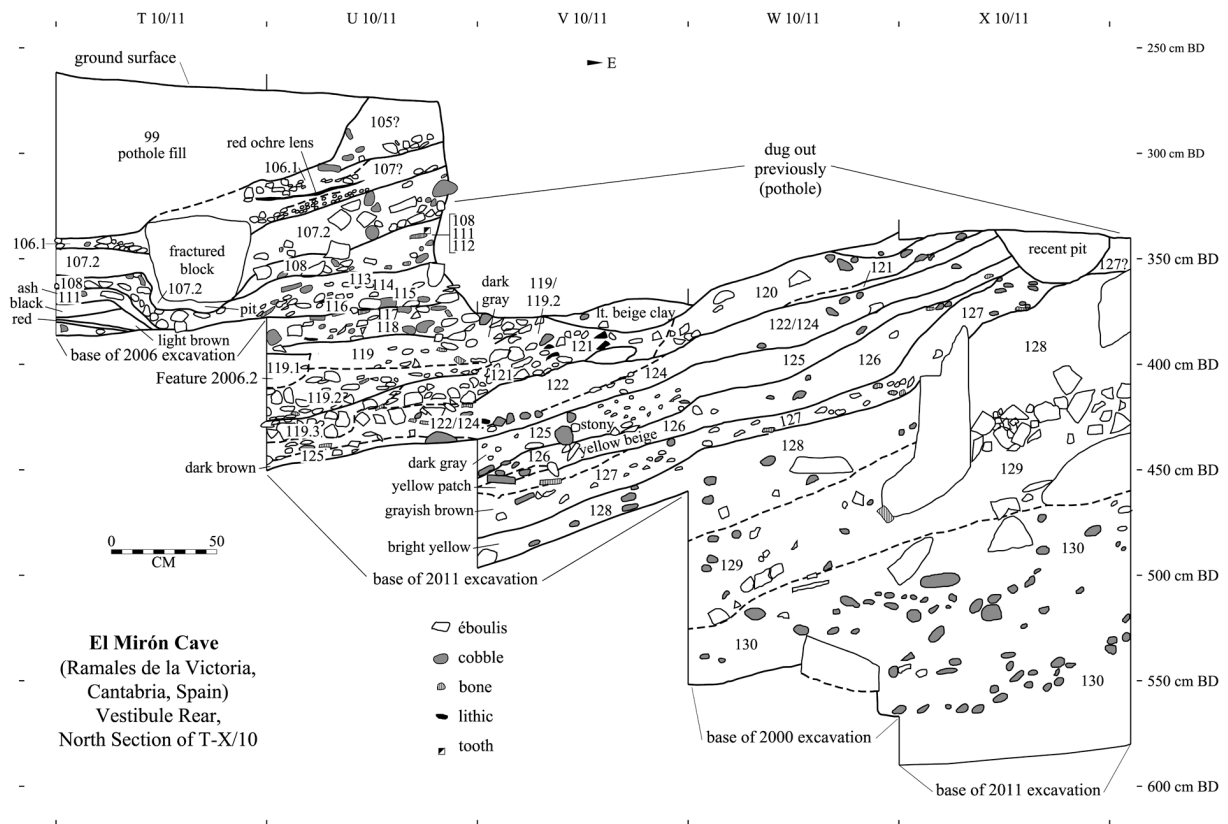 T 10/11
U 10/11
V 10/11
W 10/11
X 10/11
250 cm BD
300 cm BD
350 cm BD
400 cm BD
450 cm BD
500 cm BD
550 cm BD
600 cm BD
E
ground surface
99
pothole fill
105?
red ochre lens
106.1
107?
dug out
previously
(pothole)
106.1
107.2
108
111
ash
black
red
107.2
fractured
block
pit
light brown
base of 2006 excavation
107.2
108
108
111
112
113
114
115
116
117
118
119
119.1
Feature 2006.2
119.2
119.3
122/124
125
dark brown
dark
gray
119/
119.2
lt. beige clay
121
121
122
124
stony
125
126
yellow beige
126
127
128
dark gray
yellow patch
grayish brown
bright yellow
base of 2011 excavation
120
121
122/124
125
126
127
127
128
129
130
recent pit
127?
128
129
130
130
base of 2000 excavation
base of 2011 excavation
0
50
CM
El Mirón Cave
(Ramales de la Victoria,
Cantabria, Spain)
Vestibule Rear,
North Section of T-X/10
éboulis
cobble
bone
lithic
tooth